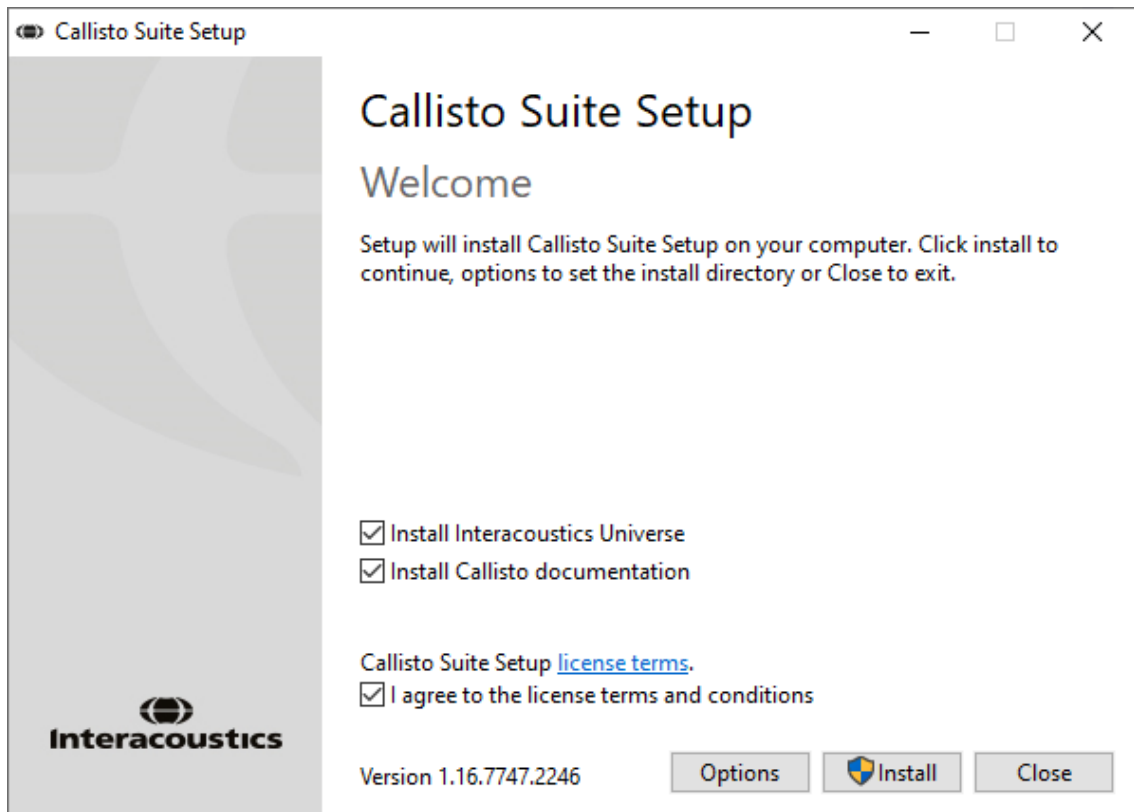 Callisto Suite Setup
Callisto Suite Setup
Welcome
Setup will install Callisto Suite Setup on your computer. Click install to
continue, options to set the install directory or Close to exit.
Install Interacoustics Universe
Install Callisto documentation
Callisto Suite Setup license terms.
I agree to the license terms and conditions
Interacoustics
Version 1.16.7747.2246
Options
Install
Close